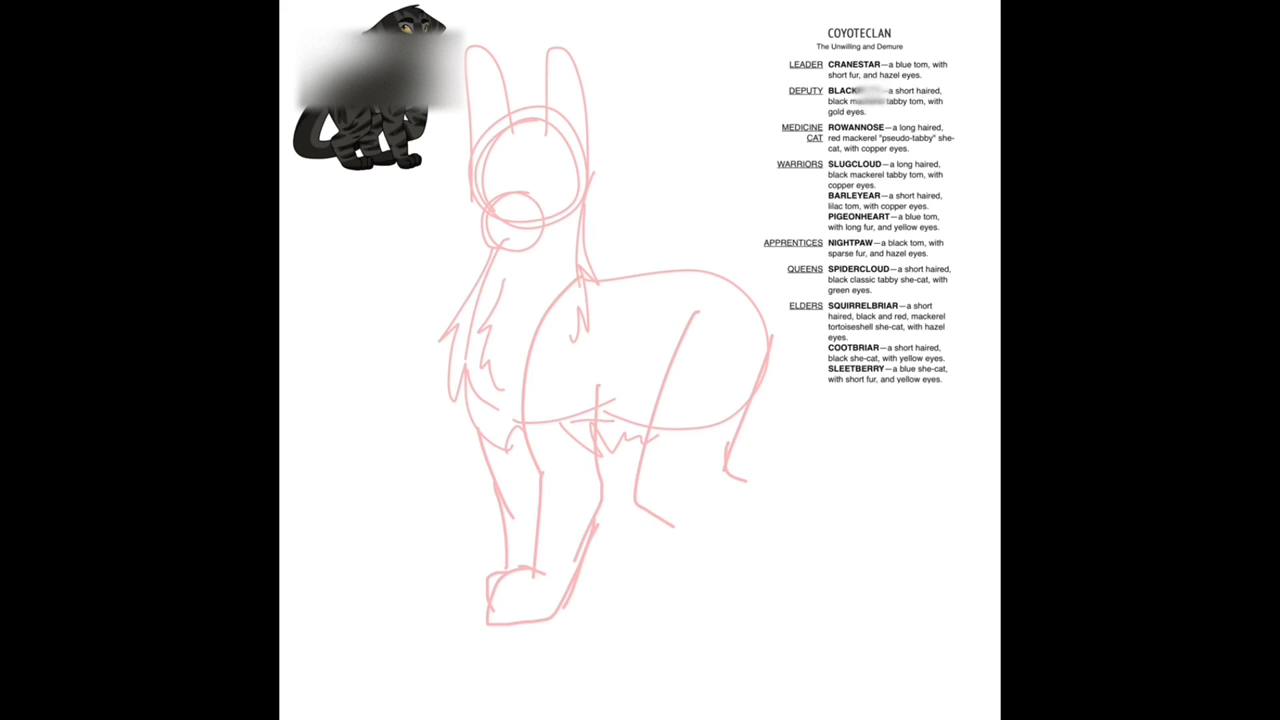 COYOTECLAN
The Unwilling and Demure
LEADER CRANESTAR—a blue tom, with
short fur, and hazel eyes.
DEPUTY BLACK —a short haired,
black tabby tom, with
gold eyes.
MEDICINE ROWANNOSE—a long haired,
CAT red mackerel "pseudo-tabby" she-
cat, with copper eyes.
WARRIORS SLUGCLOUD—a long haired,
black mackerel tabby tom, with
copper eyes.
BARLEYEAR—a short haired,
lilac tom, with copper eyes.
PIGEONHEART—a blue tom,
with long fur, and yellow eyes.
APPRENTICES NIGHTPAW—a black tom, with
sparse fur, and hazel eyes.
QUEENS SPIDERCLOUD—a short haired,
black classic tabby she-cat, with
green eyes.
ELDERS SQUIRRELBRIAR—a short
haired, black and red, mackerel
tortoiseshell she-cat, with hazel
eyes.
COOTBRIAR—a short haired,
black she-cat, with yellow eyes.
SLEETBERRY—a blue she-cat,
with short fur, and yellow eyes.